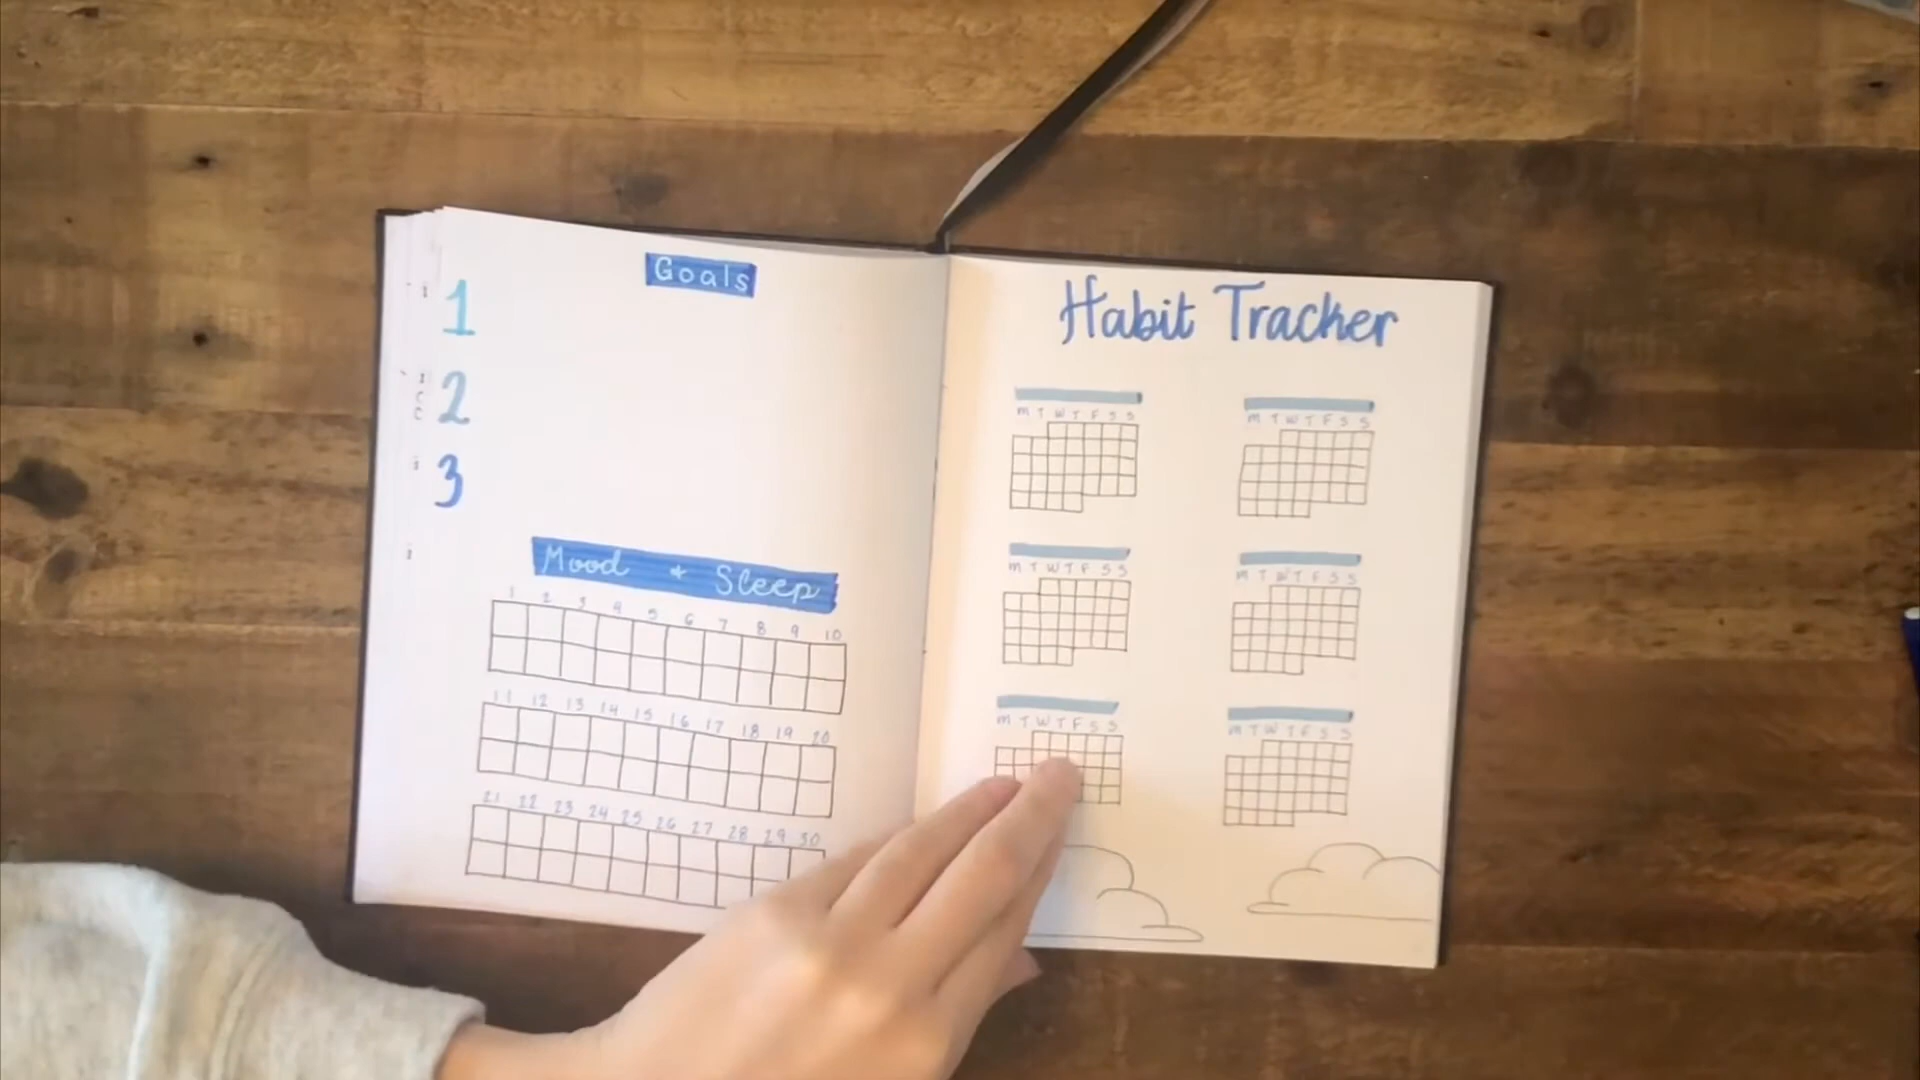 Goals
1
2
3
Mood + Sleep
1 2 3 4 5 6 7 8 9 10
11 12 13 14 15 16 17 18 19 20
21 22 23 24 25 26 27 28 29 30
Habit Tracker
M T W T F S S
M T W T F S S
M T W T F S S
M T W T F S S
M T W T F S S
M T W T F S S